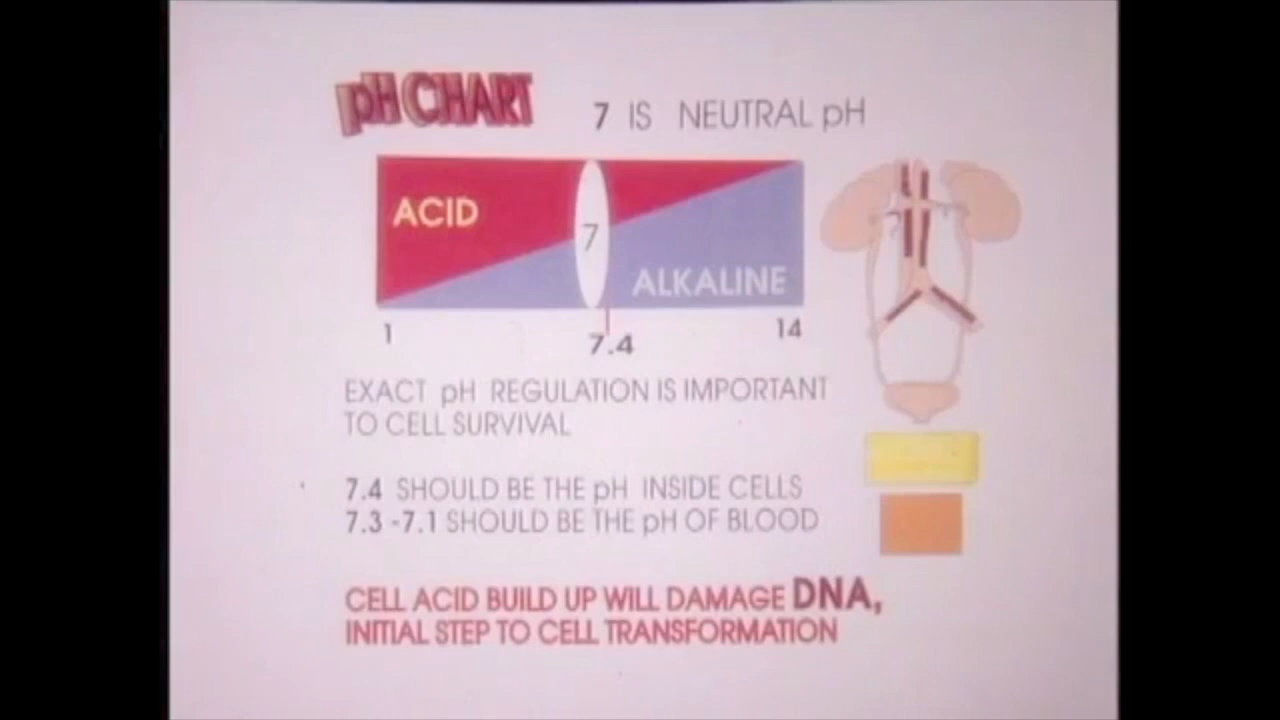 pH CHART
7 IS NEUTRAL pH
ACID
7
ALKALINE
1
14
7.4
EXACT pH REGULATION IS IMPORTANT
TO CELL SURVIVAL
7.4 SHOULD BE THE pH INSIDE CELLS
7.3 -7.1 SHOULD BE THE pH OF BLOOD
CELL ACID BUILD UP WILL DAMAGE DNA,
INITIAL STEP TO CELL TRANSFORMATION